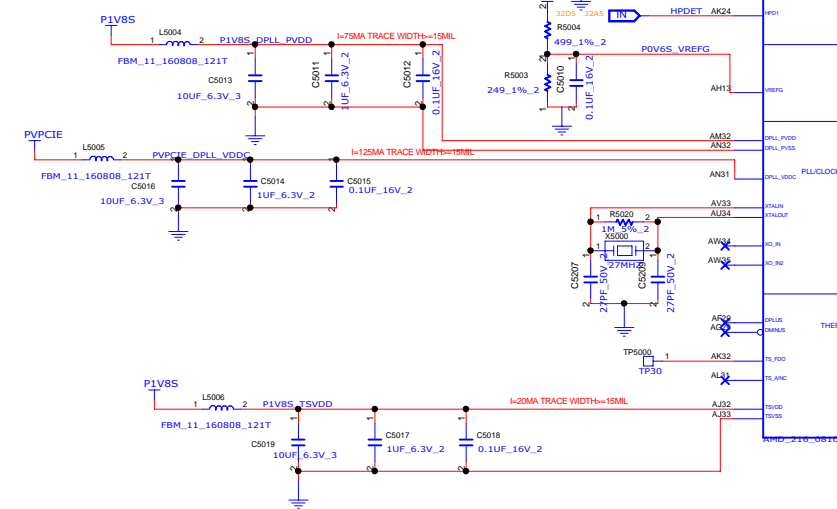 P1V8S
1 L5004 2
P1V8S_DPLL_PVDD
I=75MA TRACE WIDTH>=15MIL
FBM_11_160808_121T
C5013
10UF_6.3V_3
C5011
1UF_6.3V_2
C5012
0.1UF_16V_2
32D5 32A5
IN
HPDET
AK24
HPD1
R5004
499_1%_2
P0V6S_VREFG
R5003
249_1%_2
C5010
0.1UF_16V_2
AH13
VREFG
PVPCIE
1 L5005 2
PVPCIE_DPLL_VDDC
I=125MA TRACE WIDTH>=15MIL
FBM_11_160808_121T
C5016
10UF_6.3V_3
C5014
1UF_6.3V_2
C5015
0.1UF_16V_2
AM32
DPLL_PVDD
AN32
DPLL_PVSS
PLL/CLOCK
AN31
DPLL_VDDC
AV33
XTALIN
AU34
XTALOUT
1 R5020 2
1M_5%_2
X5000
27MHZ
C5207
27PF_50V_2
C5209
27PF_50V_2
AW34
XO_IN
AW35
XO_IN2
AF29
DPLUS
AG29
DMINUS
THER
TP5000
1
TP30
AK32
TS_FDO
AL31
TS_A/NC
P1V8S
1 L5006 2
P1V8S_TSVDD
I=20MA TRACE WIDTH>=15MIL
FBM_11_160808_121T
AJ32
TSVDD
AJ33
TSVSS
C5019
10UF_6.3V_3
C5017
1UF_6.3V_2
C5018
0.1UF_16V_2
AMD_216_0810